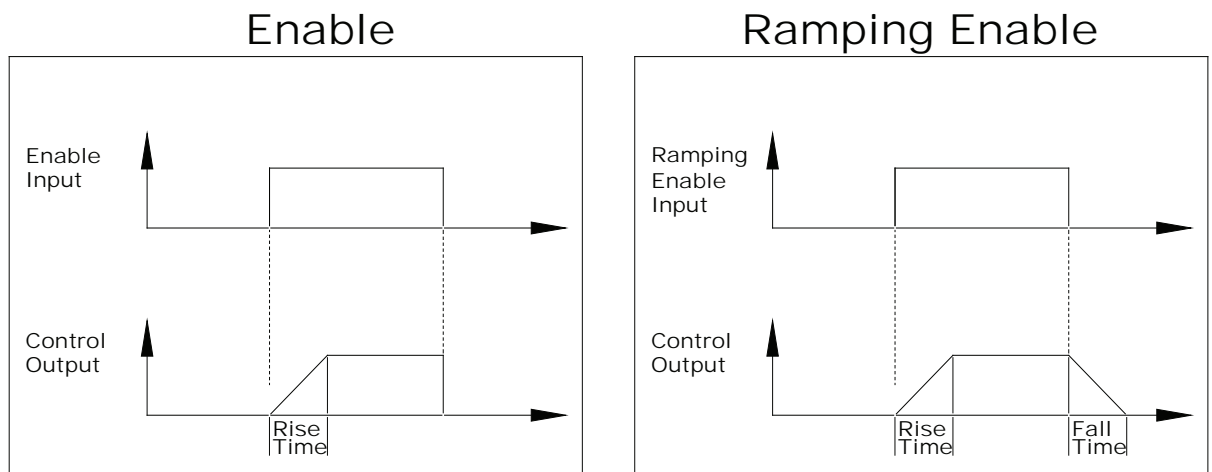 Enable
Enable
Input
Control
Output
Rise
Time
Ramping Enable
Ramping
Enable
Input
Control
Output
Rise
Time
Fall
Time